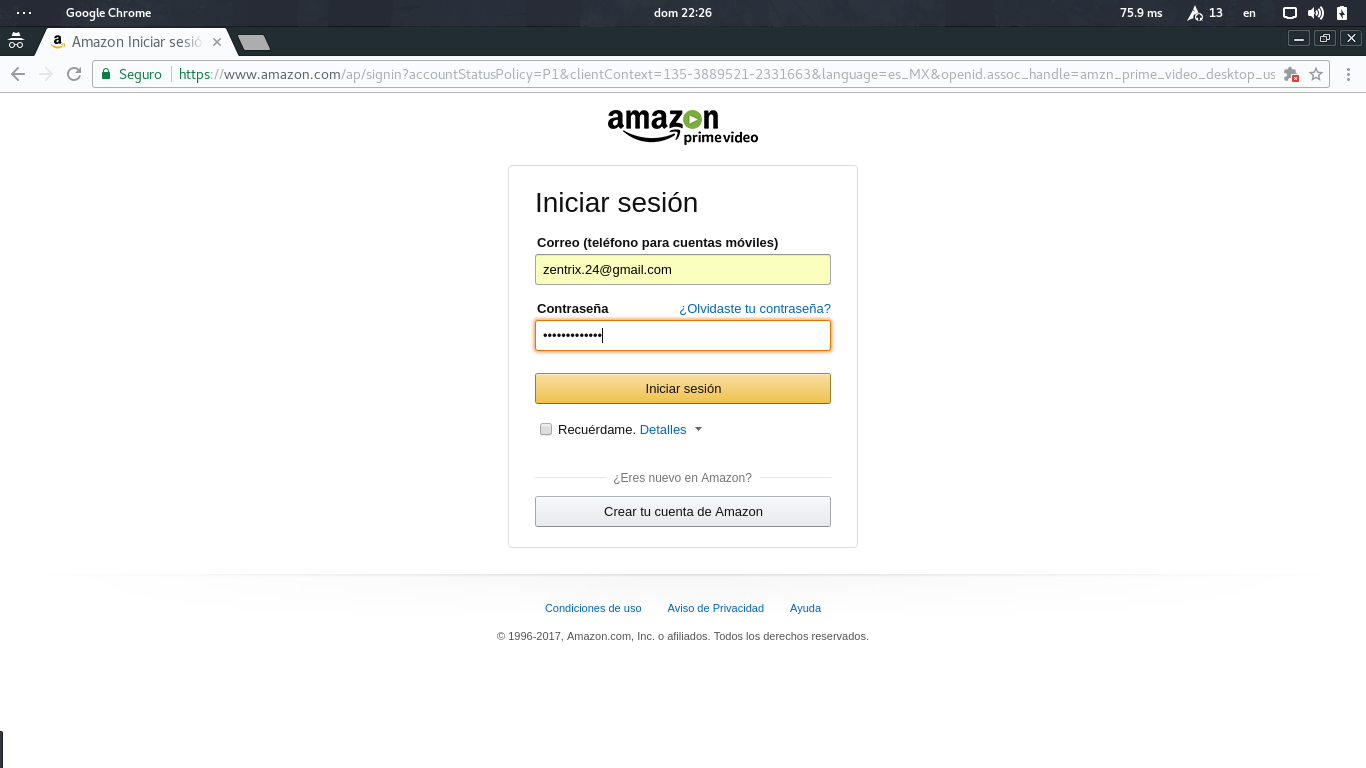 Google Chrome
dom 22:26
75.9 ms
13
en
Amazon Iniciar sesió
Seguro
https://www.amazon.com/ap/signin?accountStatusPolicy=P1&clientContext=135-3889521-2331663&language=es_MX&openid.assoc_handle=amzn_prime_video_desktop_us
amazon
prime video
Iniciar sesión
Correo (teléfono para cuentas móviles)
zentrix.24@gmail.com
Contraseña ¿Olvidaste tu contraseña?
•••••••••••••
Iniciar sesión
Recuérdame. Detalles
¿Eres nuevo en Amazon?
Crear tu cuenta de Amazon
Condiciones de uso Aviso de Privacidad Ayuda
© 1996-2017, Amazon.com, Inc. o afiliados. Todos los derechos reservados.